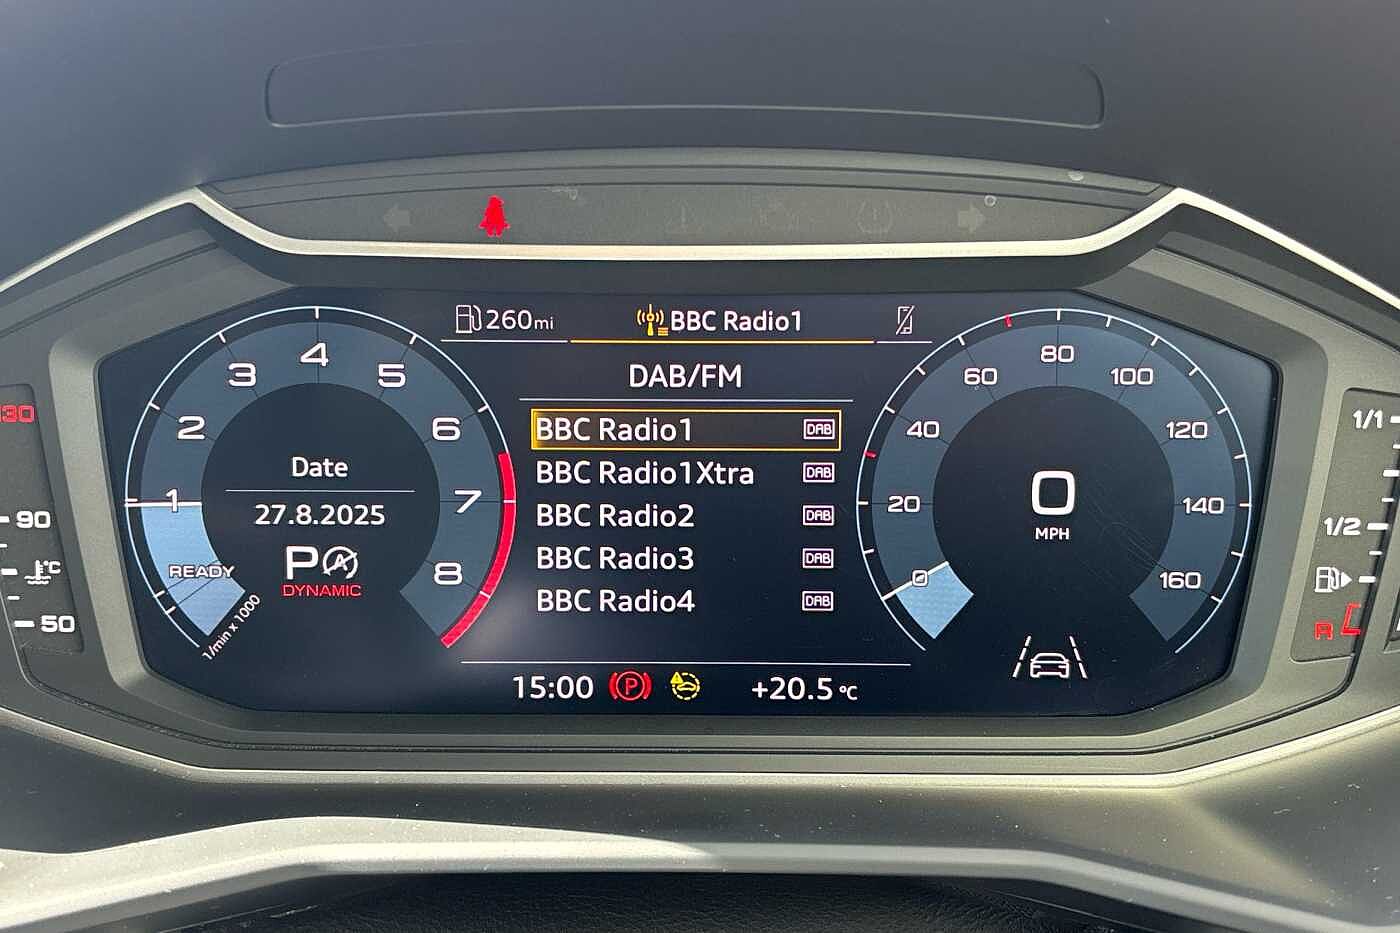 260mi
BBC Radio1
DAB/FM
BBC Radio1 DAB
BBC Radio1Xtra DAB
BBC Radio2 DAB
BBC Radio3 DAB
BBC Radio4 DAB
15:00 P +20.5 °C
1 2 3 4 5 6 7 8
Date
27.8.2025
P A
DYNAMIC
READY
1/min x 1000
0 20 40 60 80 100 120 140 160
0
MPH
130
90
°C
50
1/1
1/2
R